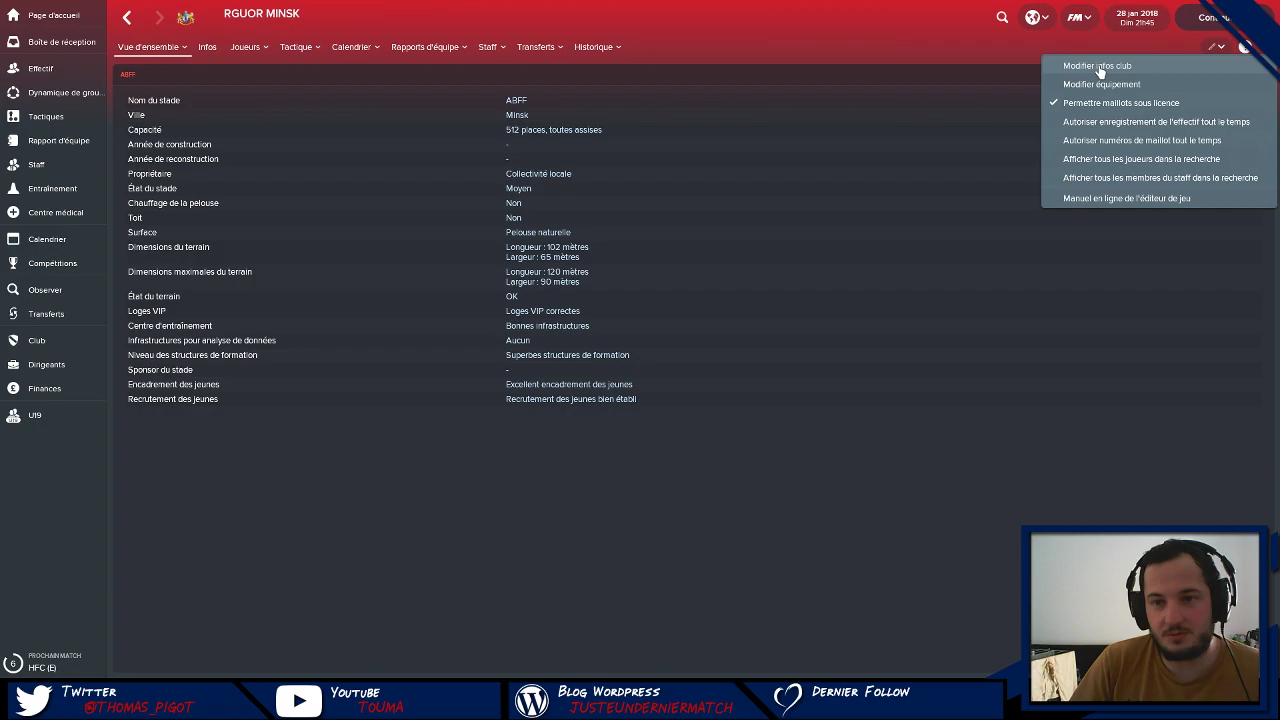 Page d'accueil
Boîte de réception
Effectif
Dynamique de grou...
Tactiques
Rapport d'équipe
Staff
Entraînement
Centre médical
Calendrier
Compétitions
Observer
Transferts
Club
Dirigeants
Finances
U19
PROCHAIN MATCH
6
HFC (E)
RGUOR MINSK
FM
28 jan 2018
Dim 21h45
Vue d'ensemble
Infos
Joueurs
Tactique
Calendrier
Rapports d'équipe
Staff
Transferts
Historique
Modifier infos club
Modifier équipement
Permettre maillots sous licence
Autoriser enregistrement de l'effectif tout le temps
Autoriser numéros de maillot tout le temps
Afficher tous les joueurs dans la recherche
Afficher tous les membres du staff dans la recherche
Manuel en ligne de l'éditeur de jeu
ABFF
Nom du stade ABFF
Ville Minsk
Capacité 512 places, toutes assises
Année de construction -
Année de reconstruction -
Propriétaire Collectivité locale
État du stade Moyen
Chauffage de la pelouse Non
Toit Non
Surface Pelouse naturelle
Dimensions du terrain Longueur : 102 mètres
Largeur : 65 mètres
Dimensions maximales du terrain Longueur : 120 mètres
Largeur : 90 mètres
État du terrain OK
Loges VIP Loges VIP correctes
Centre d'entraînement Bonnes infrastructures
Infrastructures pour analyse de données Aucun
Niveau des structures de formation Superbes structures de formation
Sponsor du stade -
Encadrement des jeunes Excellent encadrement des jeunes
Recrutement des jeunes Recrutement des jeunes bien établi
Twitter
@Thomas_Pigot
Youtube
Touma
Blog Wordpress
JusteUnDernierMatch
Dernier Follow